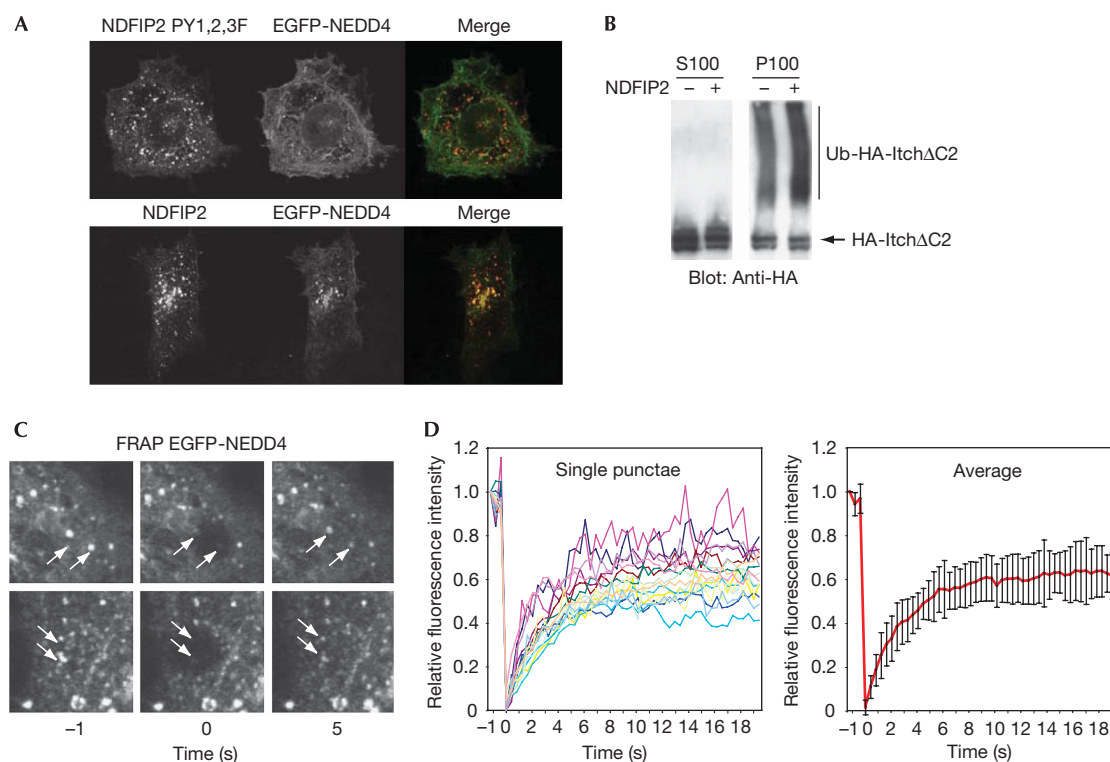 A
NDFIP2 PY1,2,3F EGFP-NEDD4 Merge
NDFIP2 EGFP-NEDD4 Merge
B
S100 P100
NDFIP2 – + – +
Ub-HA-ItchΔC2
HA-ItchΔC2
Blot: Anti-HA
C
FRAP EGFP-NEDD4
–1 0 5
Time (s)
D
Single punctae
Relative fluorescence intensity
1.2
1.0
0.8
0.6
0.4
0.2
0
–1 0 2 4 6 8 10 12 14 16 18
Time (s)
Average
Relative fluorescence intensity
1.2
1.0
0.8
0.6
0.4
0.2
0
–1 0 2 4 6 8 10 12 14 16 18
Time (s)